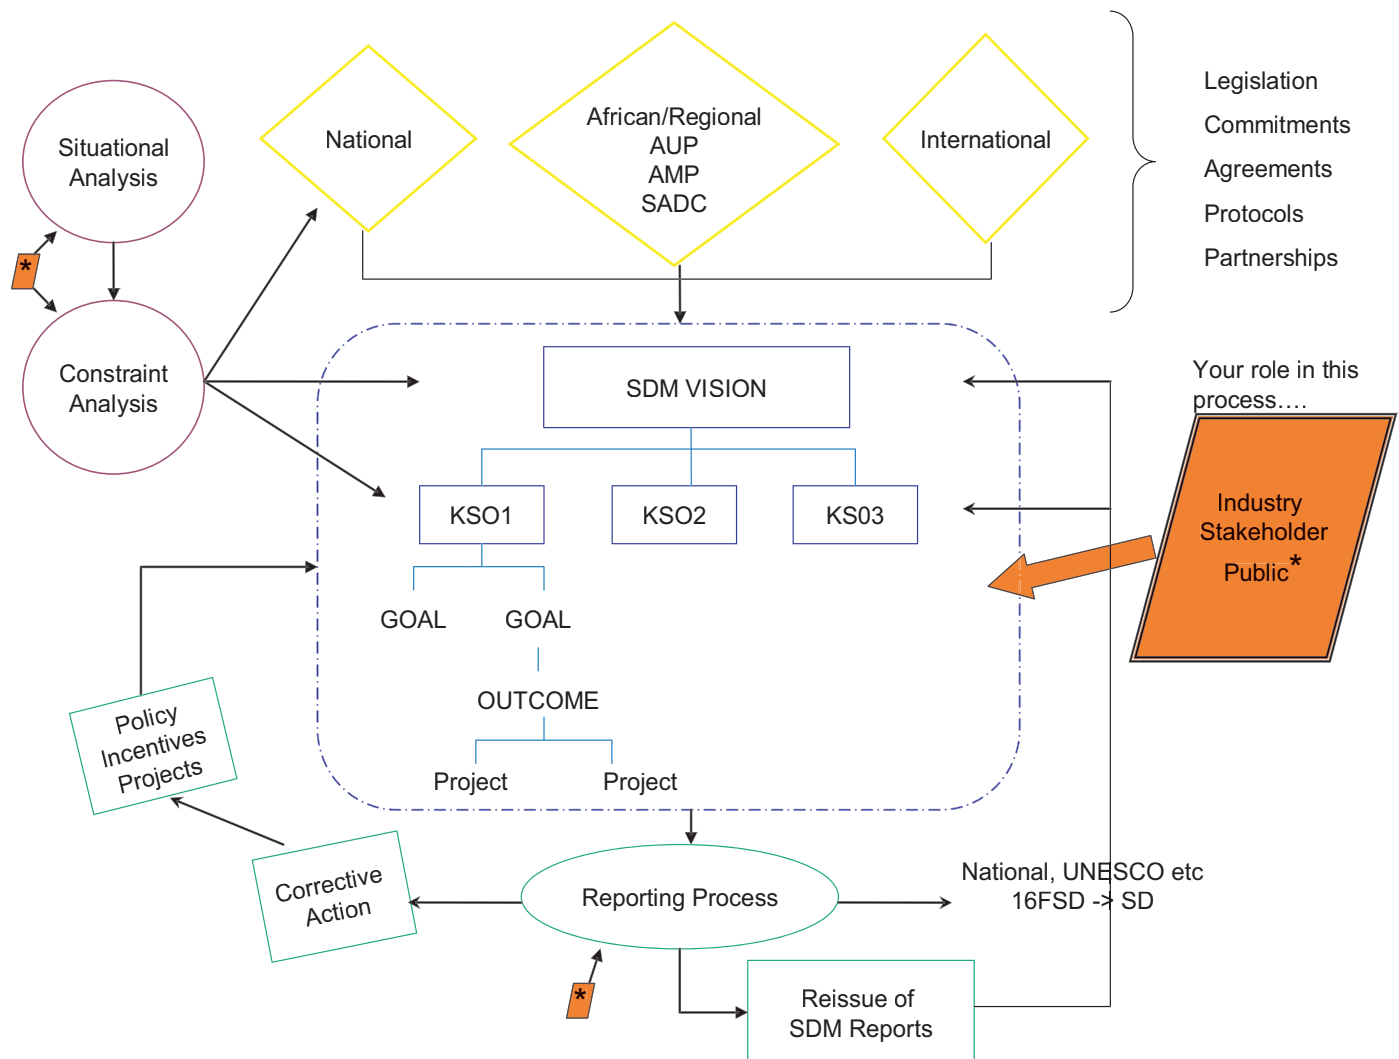 Situational
Analysis
National
African/Regional
AUP
AMP
SADC
International
Legislation
Commitments
Agreements
Protocols
Partnerships
*
Constraint
Analysis
SDM VISION
Your role in this
process....
KSO1
KSO2
KS03
Industry
Stakeholder
Public*
GOAL
GOAL
OUTCOME
Project
Project
Policy
Incentives
Projects
Corrective
Action
Reporting Process
National, UNESCO etc
16FSD -> SD
*
Reissue of
SDM Reports